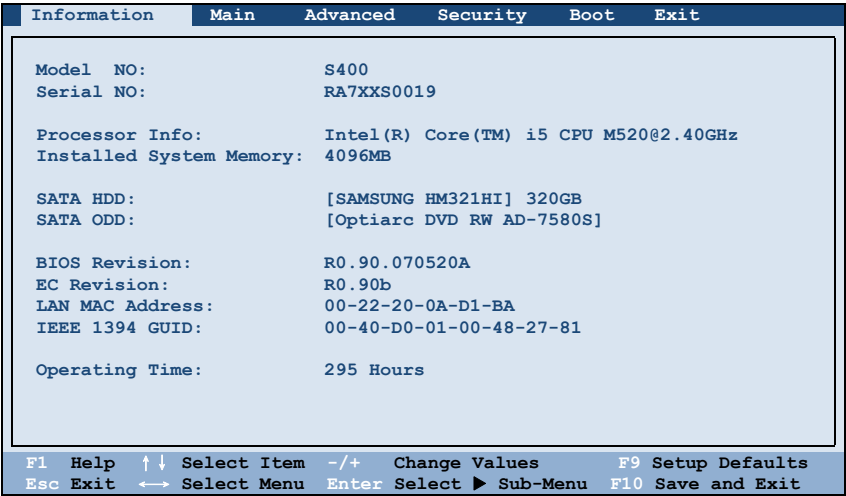 Information Main Advanced Security Boot Exit
Model NO: S400
Serial NO: RA7XXS0019
Processor Info: Intel(R) Core(TM) i5 CPU M520@2.40GHz
Installed System Memory: 4096MB
SATA HDD: [SAMSUNG HM321HI] 320GB
SATA ODD: [Optiarc DVD RW AD-7580S]
BIOS Revision: R0.90.070520A
EC Revision: R0.90b
LAN MAC Address: 00-22-20-0A-D1-BA
IEEE 1394 GUID: 00-40-D0-01-00-48-27-81
Operating Time: 295 Hours
F1 Help ↑↓ Select Item -/+ Change Values F9 Setup Defaults
Esc Exit ←→ Select Menu Enter Select ▶ Sub-Menu F10 Save and Exit